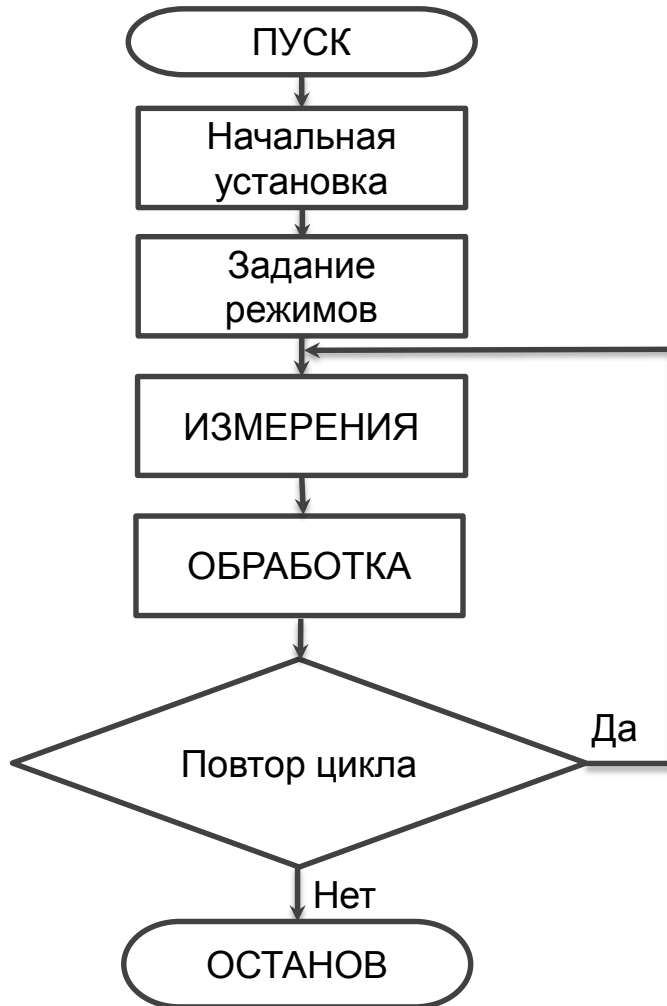 ПУСК
Начальная
установка
Задание
режимов
ИЗМЕРЕНИЯ
ОБРАБОТКА
Повтор цикла
Да
Нет
ОСТАНОВ